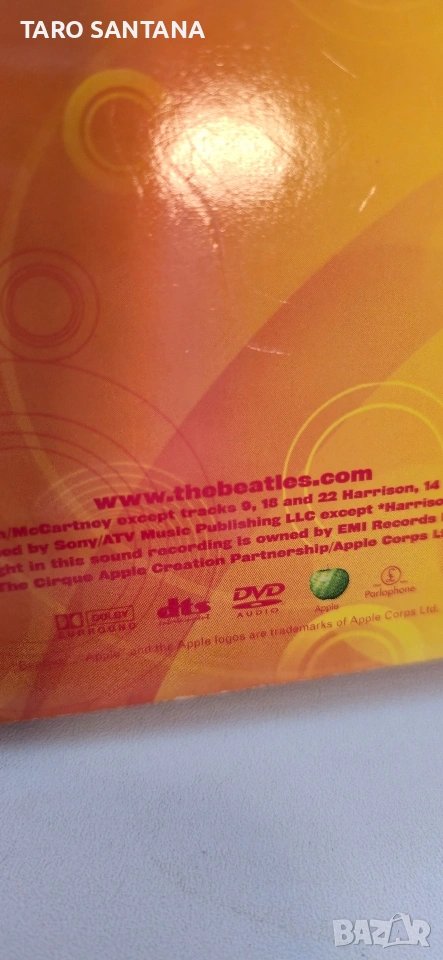 TARO SANTANA
www.thebeatles.com
/McCartney except tracks 9, 18 and 22 Harrison, 14
ed by Sony/ATV Music Publishing LLC except *Harriso
ght in this sound recording is owned by EMI Records
The Cirque Apple Creation Partnership/Apple Corps L
DOLBY SURROUND
dts
DVD AUDIO
Apple
Parlophone
"Apple" and the Apple logos are trademarks of Apple Corps Ltd.
BAZAR